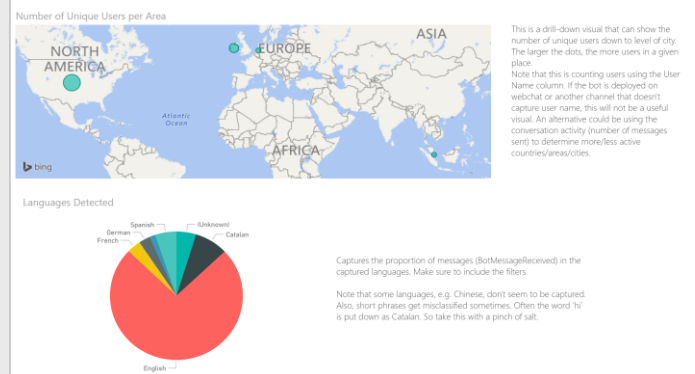 Number of Unique Users per Area
NORTH
AMERICA
EUROPE
ASIA
Atlantic
Ocean
AFRICA
bing
This is a drill-down visual that can show the
number of unique users down to level of city.
The larger the dots, the more users in a given
place.
Note that this is counting users using the User
Name column. If the bot is deployed on
webchat or another channel that doesn't
capture user name, this will not be a useful
visual. An alternative could be using the
conversation activity (number of messages
sent) to determine more/less active
countries/areas/cities.
Languages Detected
Spanish
(Unknown)
German
Catalan
French
English
Captures the proportion of messages (BotMessageReceived) in the
captured languages. Make sure to include the filters.
Note that some languages, e.g. Chinese, don't seem to be captured.
Also, short phrases get misclassified sometimes. Often the word 'hi'
is put down as Catalan. So take this with a pinch of salt.